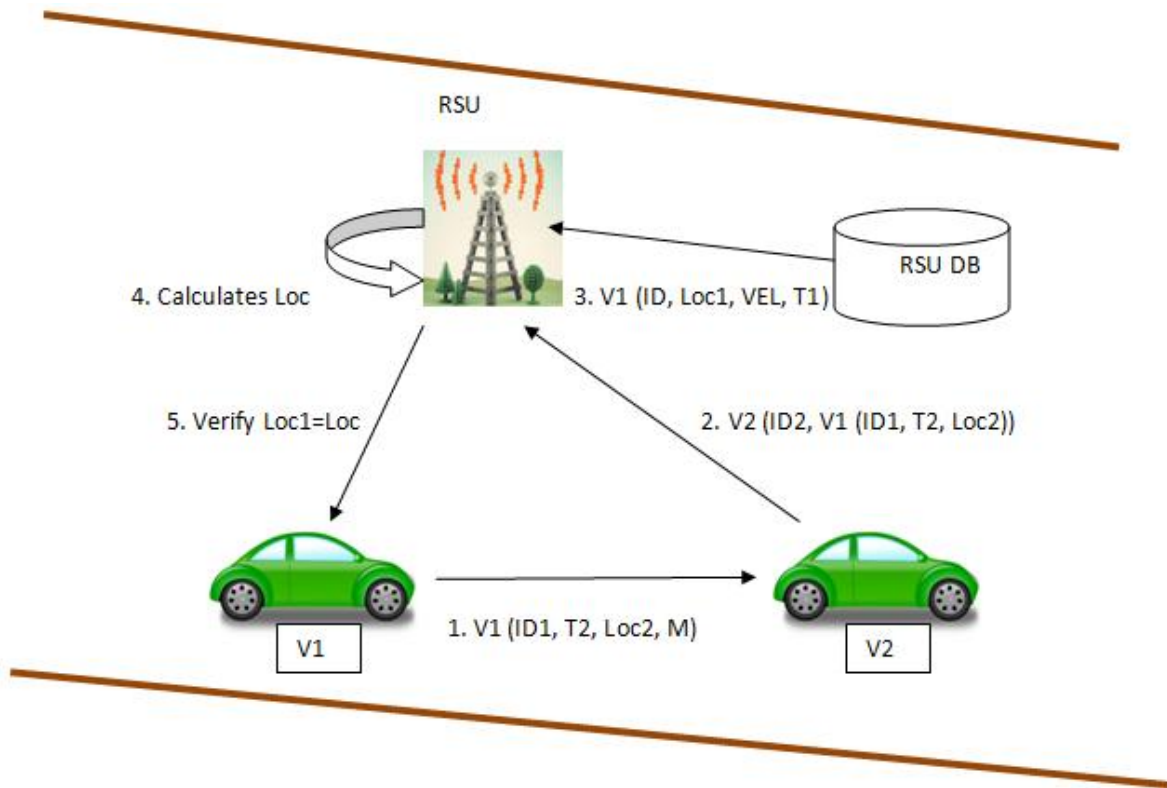 RSU
RSU DB
4. Calculates Loc
3. V1 (ID, Loc1, VEL, T1)
5. Verify Loc1=Loc
2. V2 (ID2, V1 (ID1, T2, Loc2))
1. V1 (ID1, T2, Loc2, M)
V1
V2